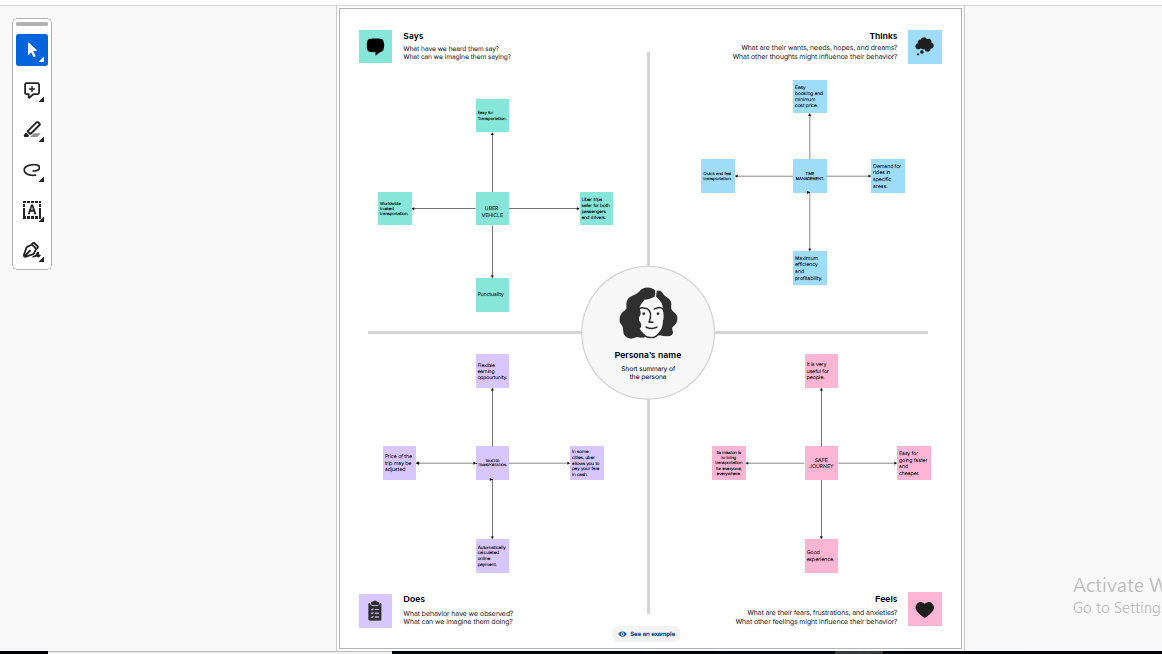 Says
What have we heard them say?
What can we imagine them saying?
Thinks
What are their wants, needs, hopes, and dreams?
What other thoughts might influence their behavior?
Easy for
Transportation.
Worldwide
trusted
transportation.
UBER
VEHICLE
Uber trips
safer for both
passengers
and drivers.
Punctuality
Easy
booking and
minimum
cost price.
Quick and fast
transportation.
TIME
MANAGEMENT.
Demand for
rides in
specific
areas.
Maximum
efficiency
and
profitability.
Persona's name
Short summary of
the persona
Flexible
earning
oppourtunity.
Price of the
trip may be
adjusted
TRANSPORTATIONS.
In some
cities, uber
allows you to
pay your fare
in cash.
Automatically
calculated
online
payment.
It is very
useful for
people.
mission is
to bring
transportation
for everyone,
everywhere.
SAFE
JOURNEY
Easy for
going faster
and
cheaper.
Good
experience.
Does
What behavior have we observed?
What can we imagine them doing?
Feels
What are their fears, frustrations, and anxieties?
What other feelings might influence their behavior?
See an example
Activate W
Go to Setting